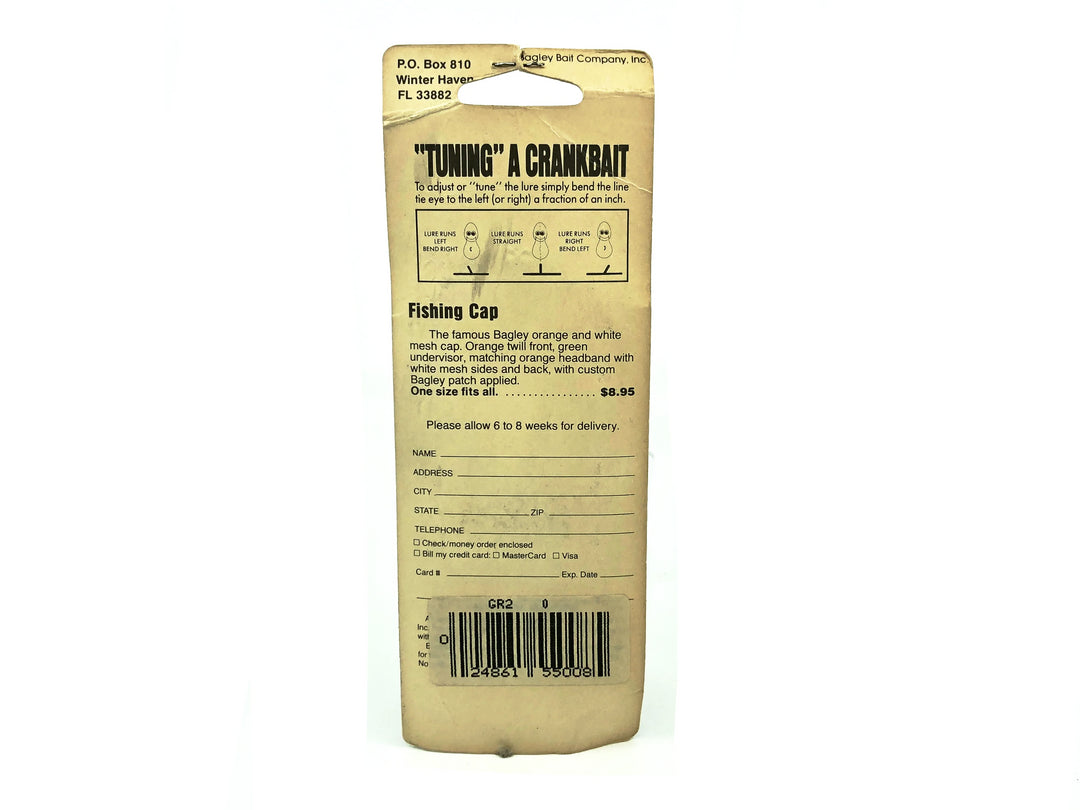 P.O. Box 810
Winter Haven
FL 33882
Bagley Bait Company, Inc.
"TUNING" A CRANKBAIT
To adjust or "tune" the lure simply bend the line
tie eye to the left (or right) a fraction of an inch.
LURE RUNS
LEFT
BEND RIGHT
LURE RUNS
STRAIGHT
LURE RUNS
RIGHT
BEND LEFT
Fishing Cap
The famous Bagley orange and white
mesh cap. Orange twill front, green
undervisor, matching orange headband with
white mesh sides and back, with custom
Bagley patch applied.
One size fits all. . . . . . . . . . . . . . . . . $8.95
Please allow 6 to 8 weeks for delivery.
NAME
ADDRESS
CITY
STATE ZIP
TELEPHONE
Check/money order enclosed
Bill my credit card: MasterCard Visa
Card # Exp. Date
GR2 0
Inc.
for
No
0 24861 55008